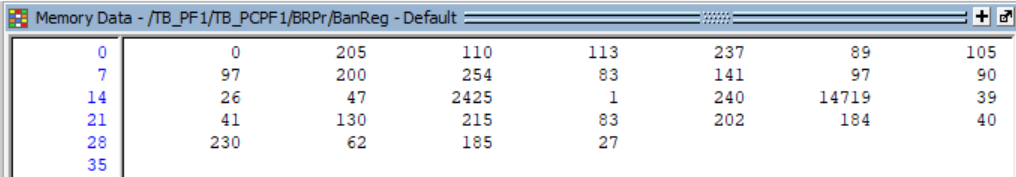 Memory Data - /TB_PF1/TB_PCPF1/BRPr/BanReg - Default
0 0 205 110 113 237 89 105
7 97 200 254 83 141 97 90
14 26 47 2425 1 240 14719 39
21 41 130 215 83 202 184 40
28 230 62 185 27
35